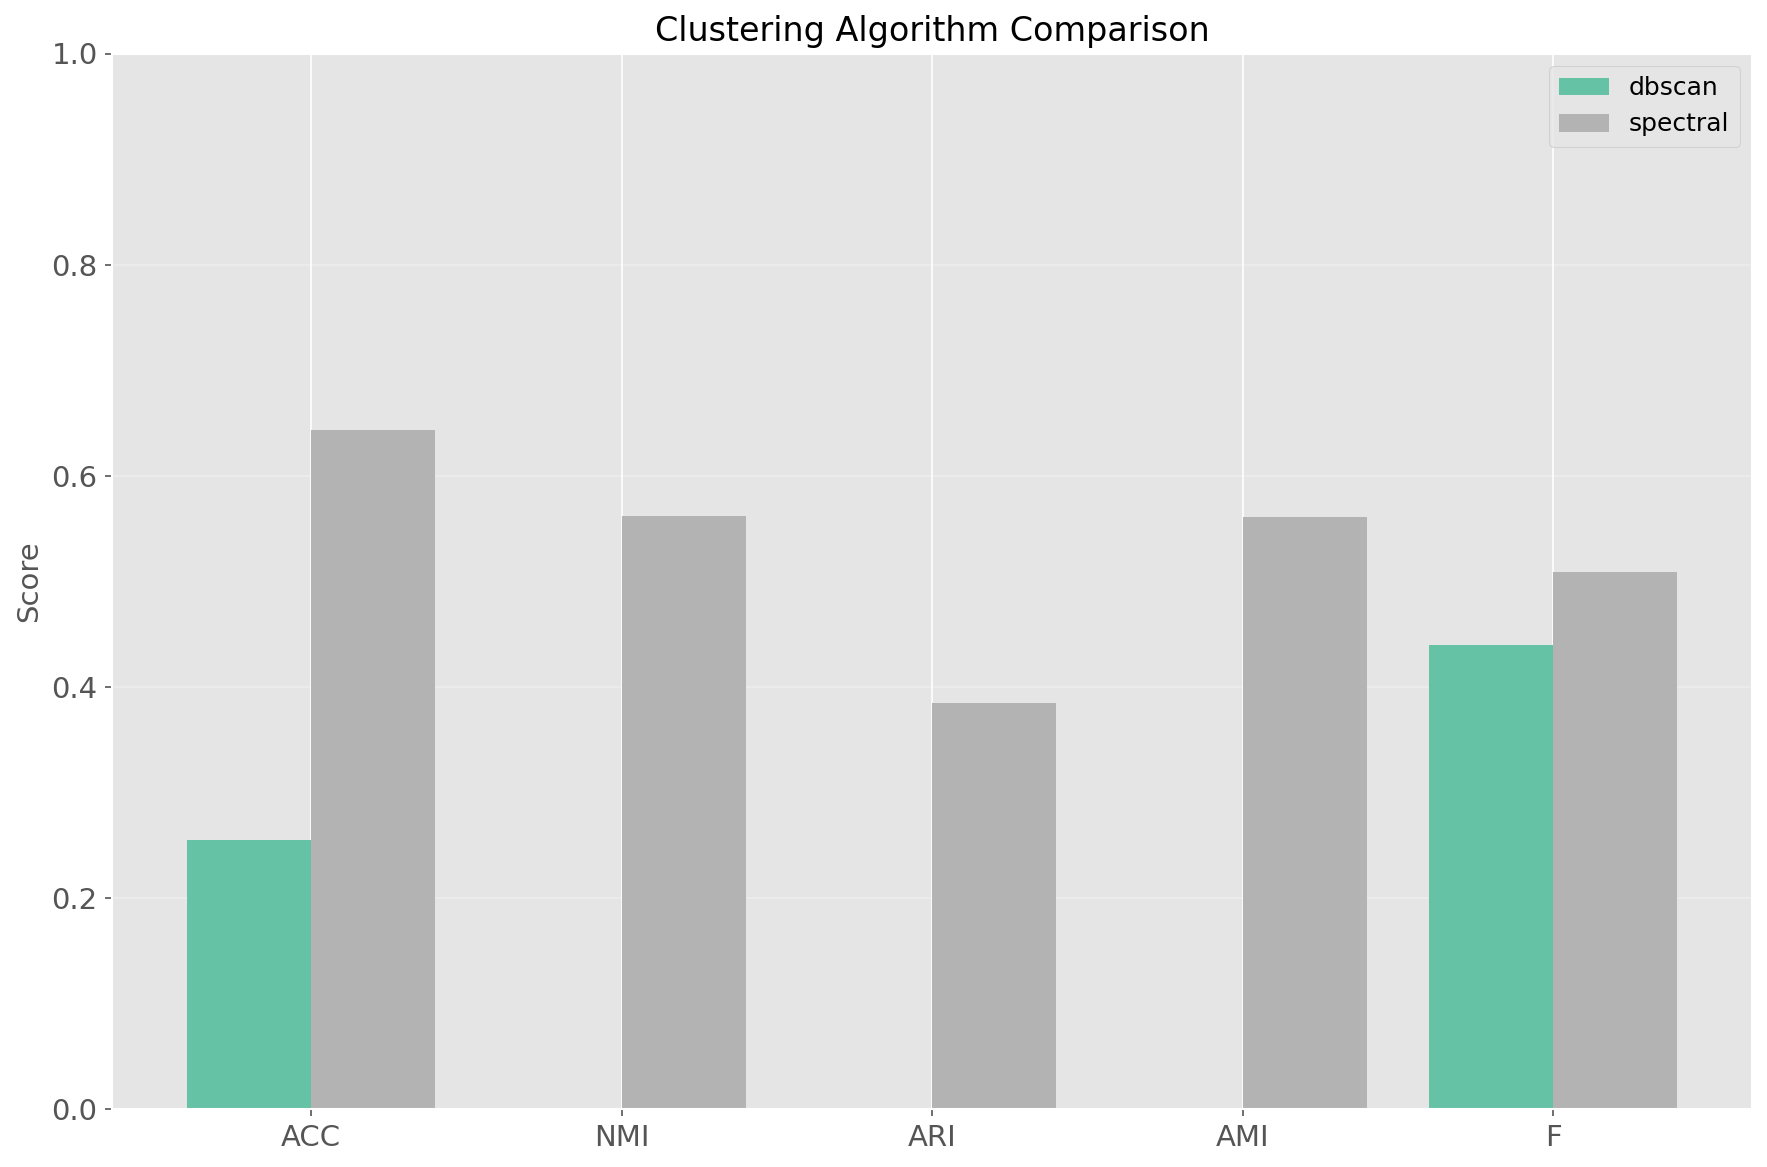 Clustering Algorithm Comparison
1.0
0.8
0.6
0.4
0.2
0.0
Score
dbscan
spectral
ACC NMI ARI AMI F